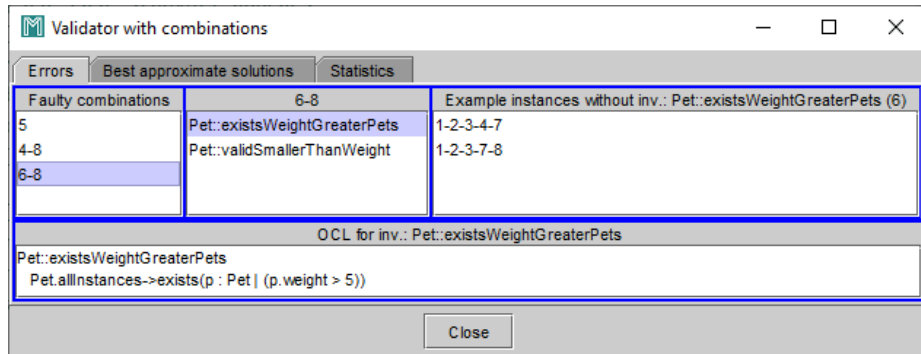 Validator with combinations
Errors Best approximate solutions Statistics
Faulty combinations 6-8 Example instances without inv.: Pet::existsWeightGreaterPets (6)
5 Pet::existsWeightGreaterPets 1-2-3-4-7
4-8 Pet::validSmallerThanWeight 1-2-3-7-8
6-8
OCL for inv.: Pet::existsWeightGreaterPets
Pet::existsWeightGreaterPets
Pet.allInstances->exists(p : Pet | (p.weight > 5))
Close